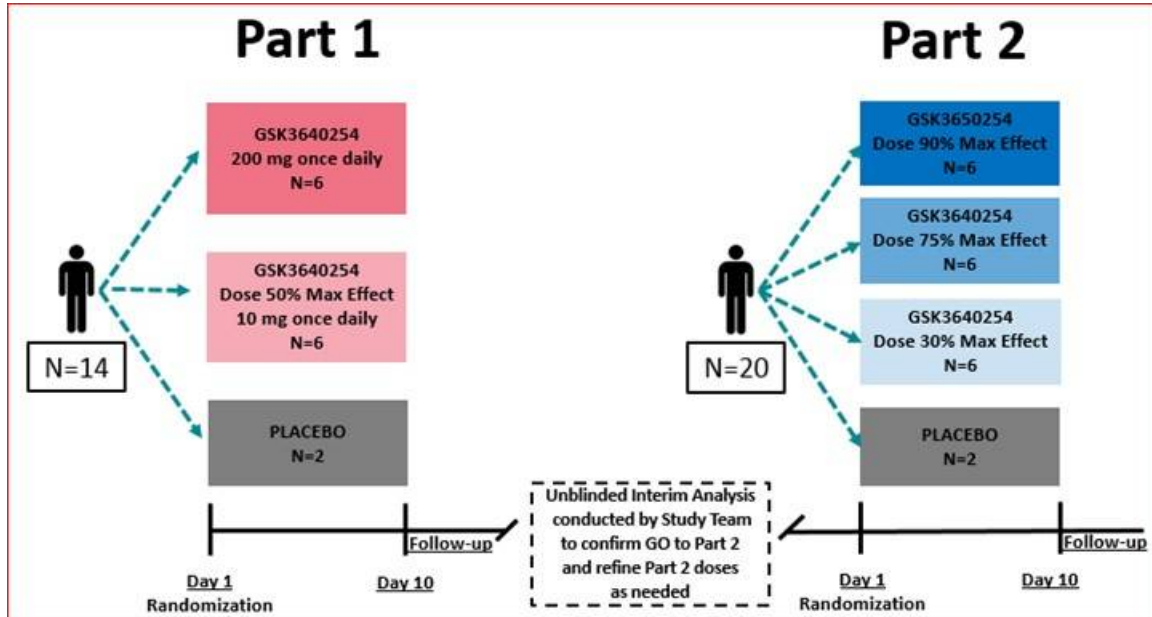 Part 1
GSK3640254
200 mg once daily
N=6
GSK3640254
Dose 50% Max Effect
10 mg once daily
N=6
N=14
PLACEBO
N=2
Follow-up
Day 1
Randomization
Day 10
Unblinded Interim Analysis
conducted by Study Team
to confirm GO to Part 2
and refine Part 2 doses
as needed
Part 2
GSK3650254
Dose 90% Max Effect
N=6
GSK3640254
Dose 75% Max Effect
N=6
GSK3640254
Dose 30% Max Effect
N=6
N=20
PLACEBO
N=2
Follow-up
Day 1
Randomization
Day 10